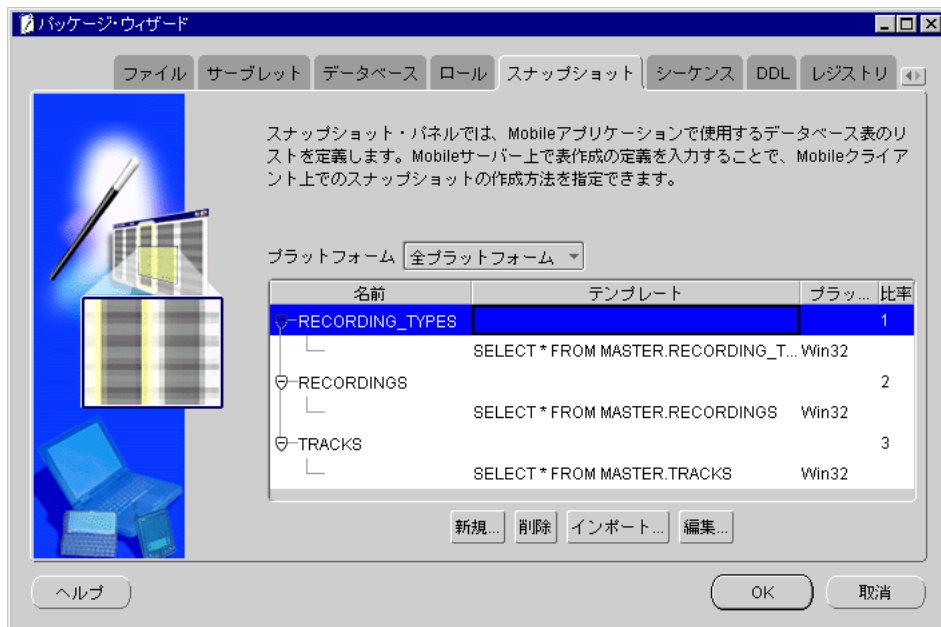 パッケージ・ウィザード
ファイル サーブレット データベース ロール スナップショット シーケンス DDL レジストリ
スナップショット・パネルでは、Mobileアプリケーションで使用するデータベース表のリ
ストを定義します。Mobileサーバー上で表作成の定義を入力することで、Mobileクライア
ント上でのスナップショットの作成方法を指定できます。
プラットフォーム 全プラットフォーム
名前 テンプレート プラッ... 比率
RECORDING_TYPES 1
SELECT * FROM MASTER.RECORDING_T... Win32
RECORDINGS 2
SELECT * FROM MASTER.RECORDINGS Win32
TRACKS 3
SELECT * FROM MASTER.TRACKS Win32
新規... 削除 インポート... 編集...
ヘルプ OK 取消